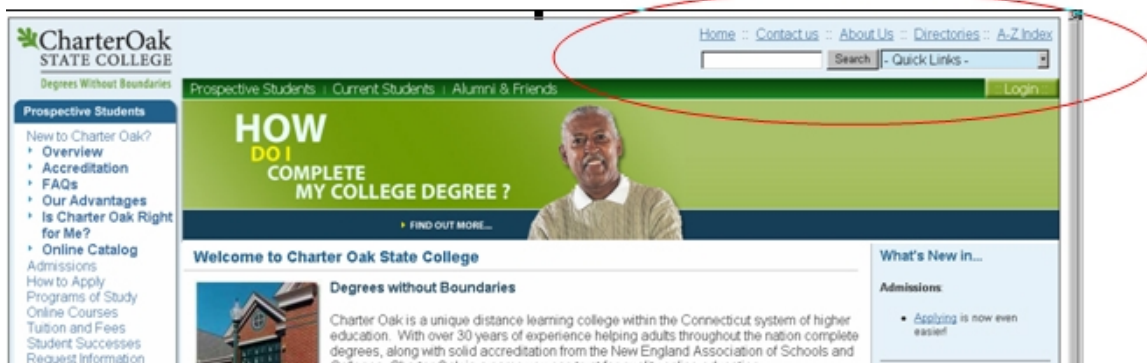 CharterOak
STATE COLLEGE
Degrees Without Boundaries
Home :: Contact us :: About Us :: Directories :: A-Z Index
Search - Quick Links -
Prospective Students | Current Students | Alumni & Friends
:: Login ::
Prospective Students
New to Charter Oak?
Overview
Accreditation
FAQs
Our Advantages
Is Charter Oak Right
for Me?
Online Catalog
Admissions
How to Apply
Programs of Study
Online Courses
Tuition and Fees
Student Successes
Request Information
HOW
DO I
COMPLETE
MY COLLEGE DEGREE ?
FIND OUT MORE...
Welcome to Charter Oak State College
Degrees without Boundaries
Charter Oak is a unique distance learning college within the Connecticut system of higher
education. With over 30 years of experience helping adults throughout the nation complete
degrees, along with solid accreditation from the New England Association of Schools and
What's New in...
Admissions:
Applying is now even
easier!